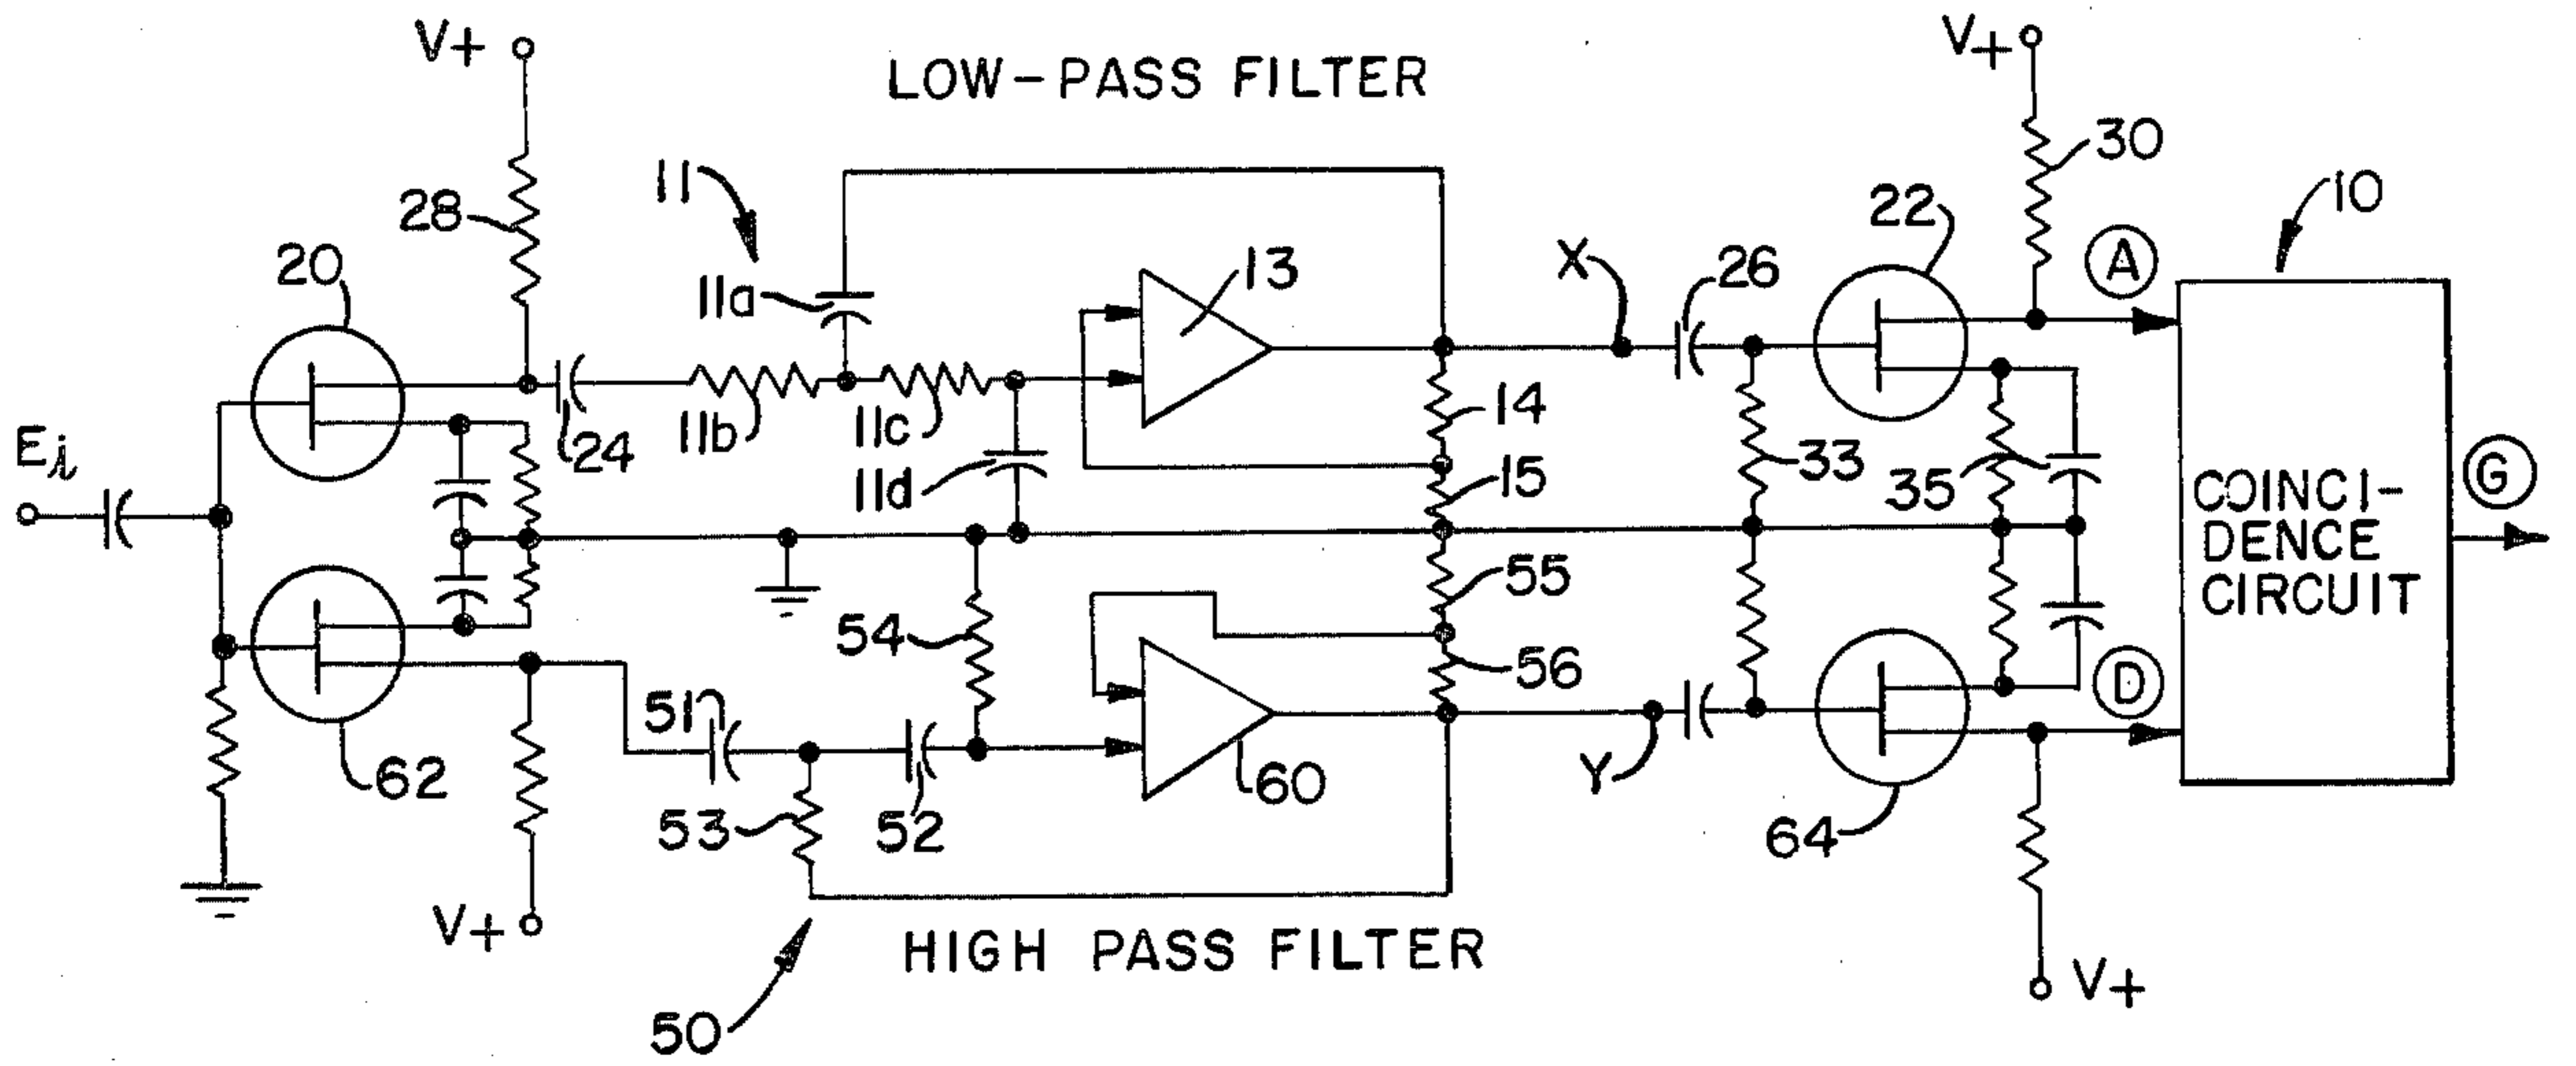 V+
V+
LOW-PASS FILTER
30
11
28
22
10
20
A
X
13
26
11a
14
11b
11c
24
33
Ei
15
11d
35
G
COINCI-
DENCE
CIRCUIT
55
54
56
D
51
62
Y
60
53
52
64
V+
HIGH PASS FILTER
V+
50